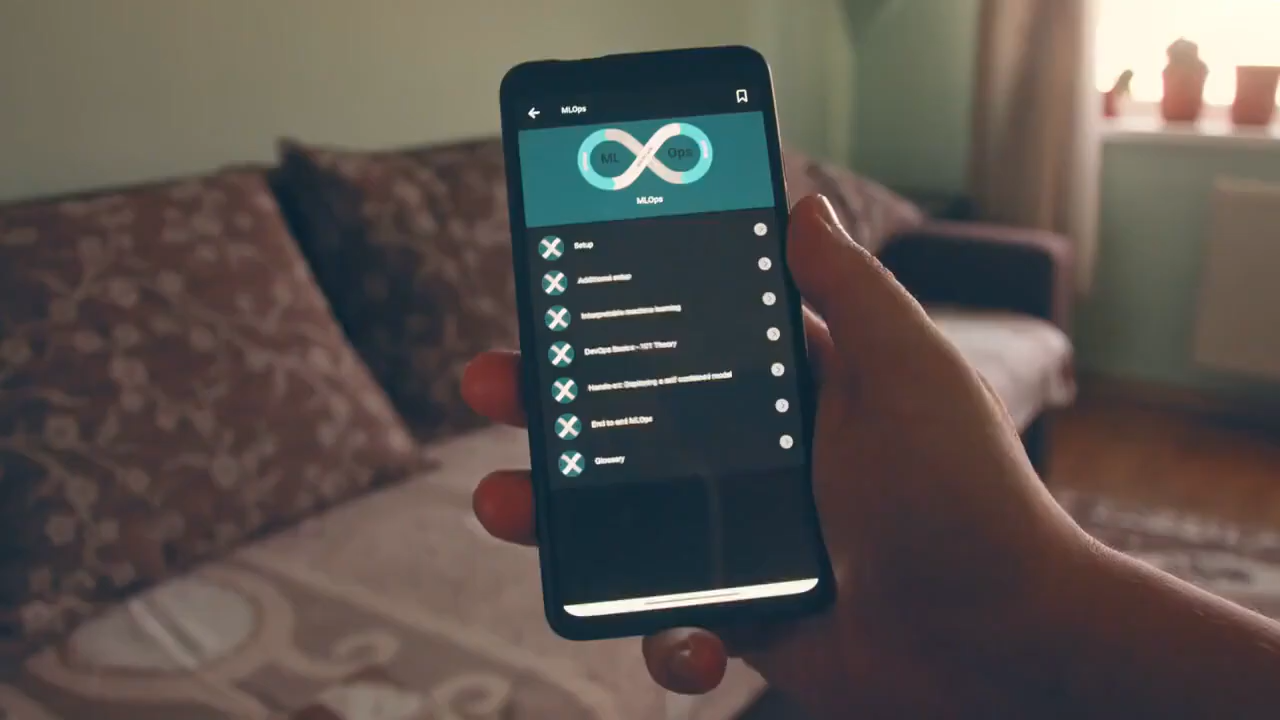 MLOps
ML Ops
MLOps
Setup
Additional setup
Interpretable machine learning
DevOps Basics - 101 Theory
Hands-on: Deploying a self contained model
End to end MLOps
Glossary